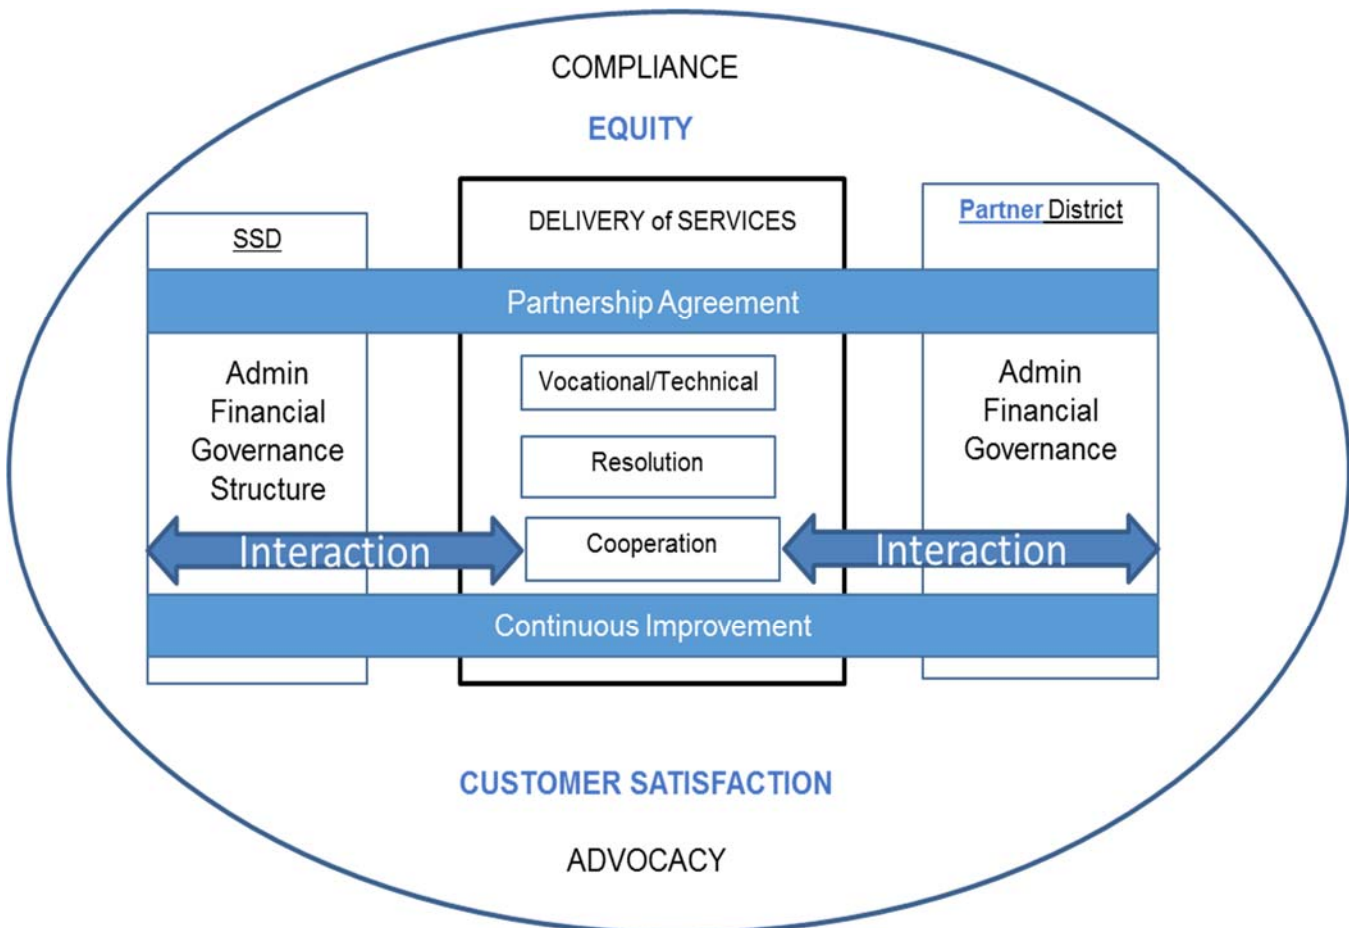 COMPLIANCE
EQUITY
SSD
DELIVERY of SERVICES
Partner District
Partnership Agreement
Admin
Financial
Governance
Structure
Vocational/Technical
Resolution
Cooperation
Admin
Financial
Governance
Interaction
Interaction
Continuous Improvement
CUSTOMER SATISFACTION
ADVOCACY